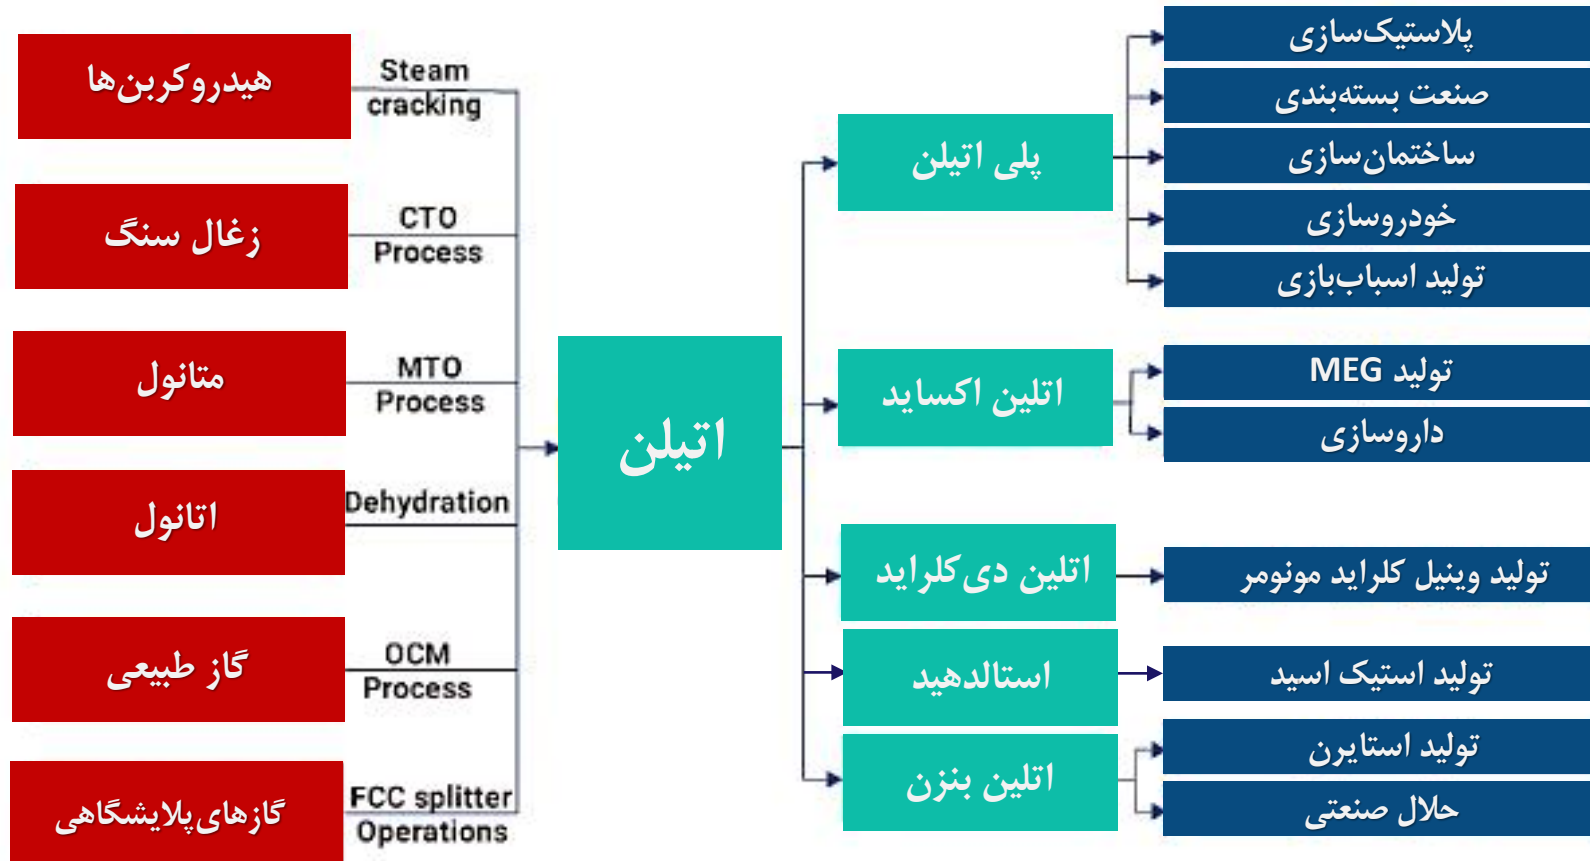 هیدروکربن‌ها
Steam
cracking
زغال سنگ
CTO
Process
متانول
MTO
Process
اتانول
Dehydration
گاز طبیعی
OCM
Process
گازهای‌پلایشگاهی
FCC splitter
Operations
اتیلن
پلی اتیلن
پلاستیک‌سازی
صنعت بسته‌بندی
ساختمان‌سازی
خودروسازی
تولید اسباب‌بازی
اتلین اکساید
تولید MEG
داروسازی
اتلین دی‌کلراید
تولید وینیل کلراید مونومر
استالدهید
تولید استیک اسید
اتلین بنزن
تولید استایرن
حلال صنعتی